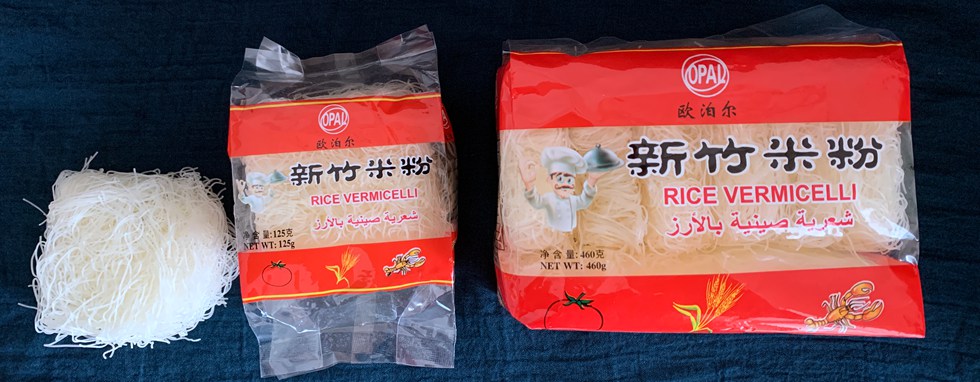 OPAL
欧泊尔
新竹米粉
RICE VERMICELLI
شعرية صينية بالأرز
净含量:125克
NET WT: 125g
OPAL
欧泊尔
新竹米粉
RICE VERMICELLI
شعرية صينية بالأرز
净含量:460克
NET WT: 460g